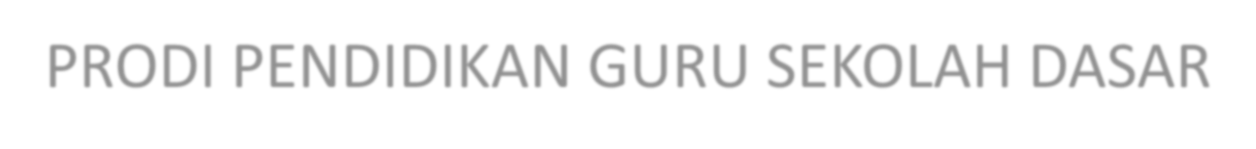 PRODI PENDIDIKAN GURU SEKOLAH DASAR